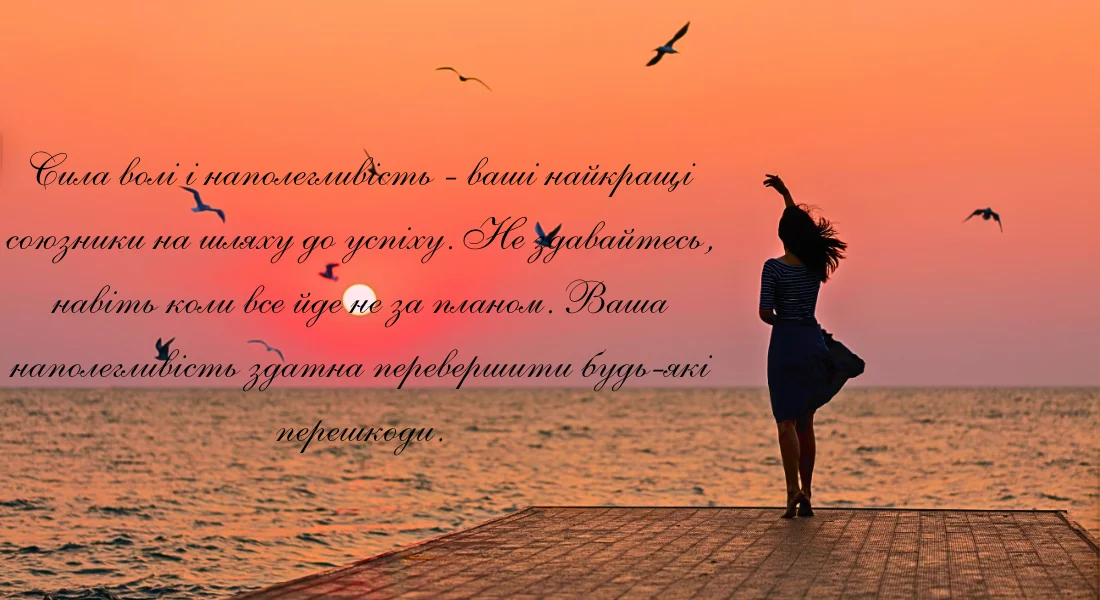 Сила волі і наполегливість - ваші найкращі
союзники на шляху до успіху. Не здавайтесь,
навіть коли все йде не за планом. Ваша
наполегливість здатна перевершити будь-які
перешкоди.